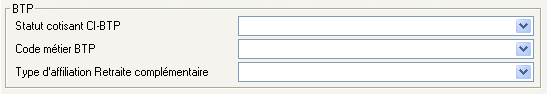 BTP
Statut cotisant CI-BTP
Code métier BTP
Type d'affiliation Retraite complémentaire